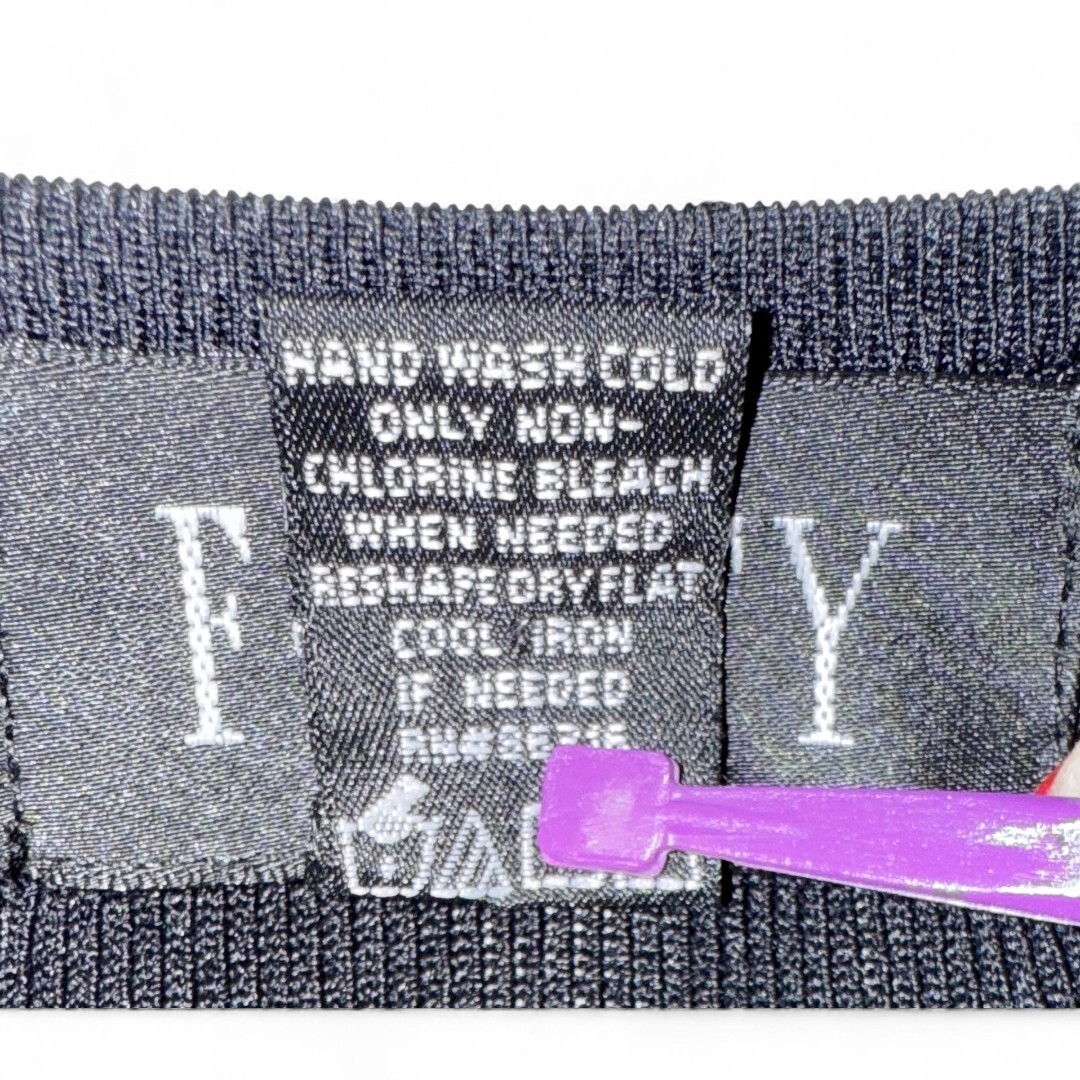 HAND WASH COLD
ONLY NON-
CHLORINE BLEACH
WHEN NEEDED
RESHAPE DRY FLAT
COOL IRON
IF NEEDED
F
Y